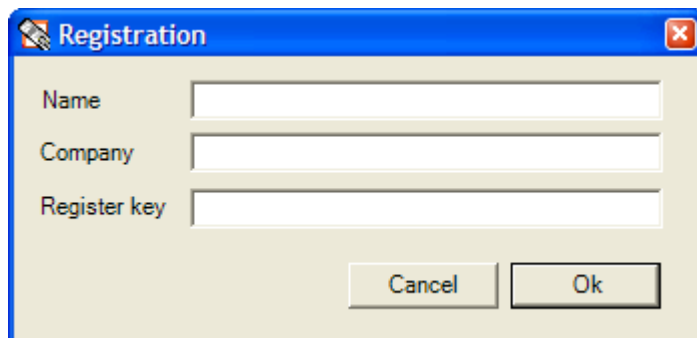 Registration
Name
Company
Register key
Cancel Ok